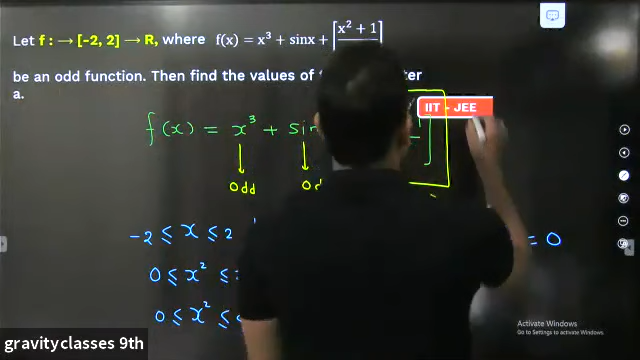 Let f : → [-2, 2] → R, where f(x) = x³ + sinx + [x² + 1
be an odd function. Then find the values of
a.
IIT - JEE
f(x) = x³ + sin
Odd
-2 ≤ x ≤ 2
= 0
0 ≤ x² ≤
0 ≤ x² ≤
Activate Windows
Go to Settings to activate Windows.
gravityclasses 9th